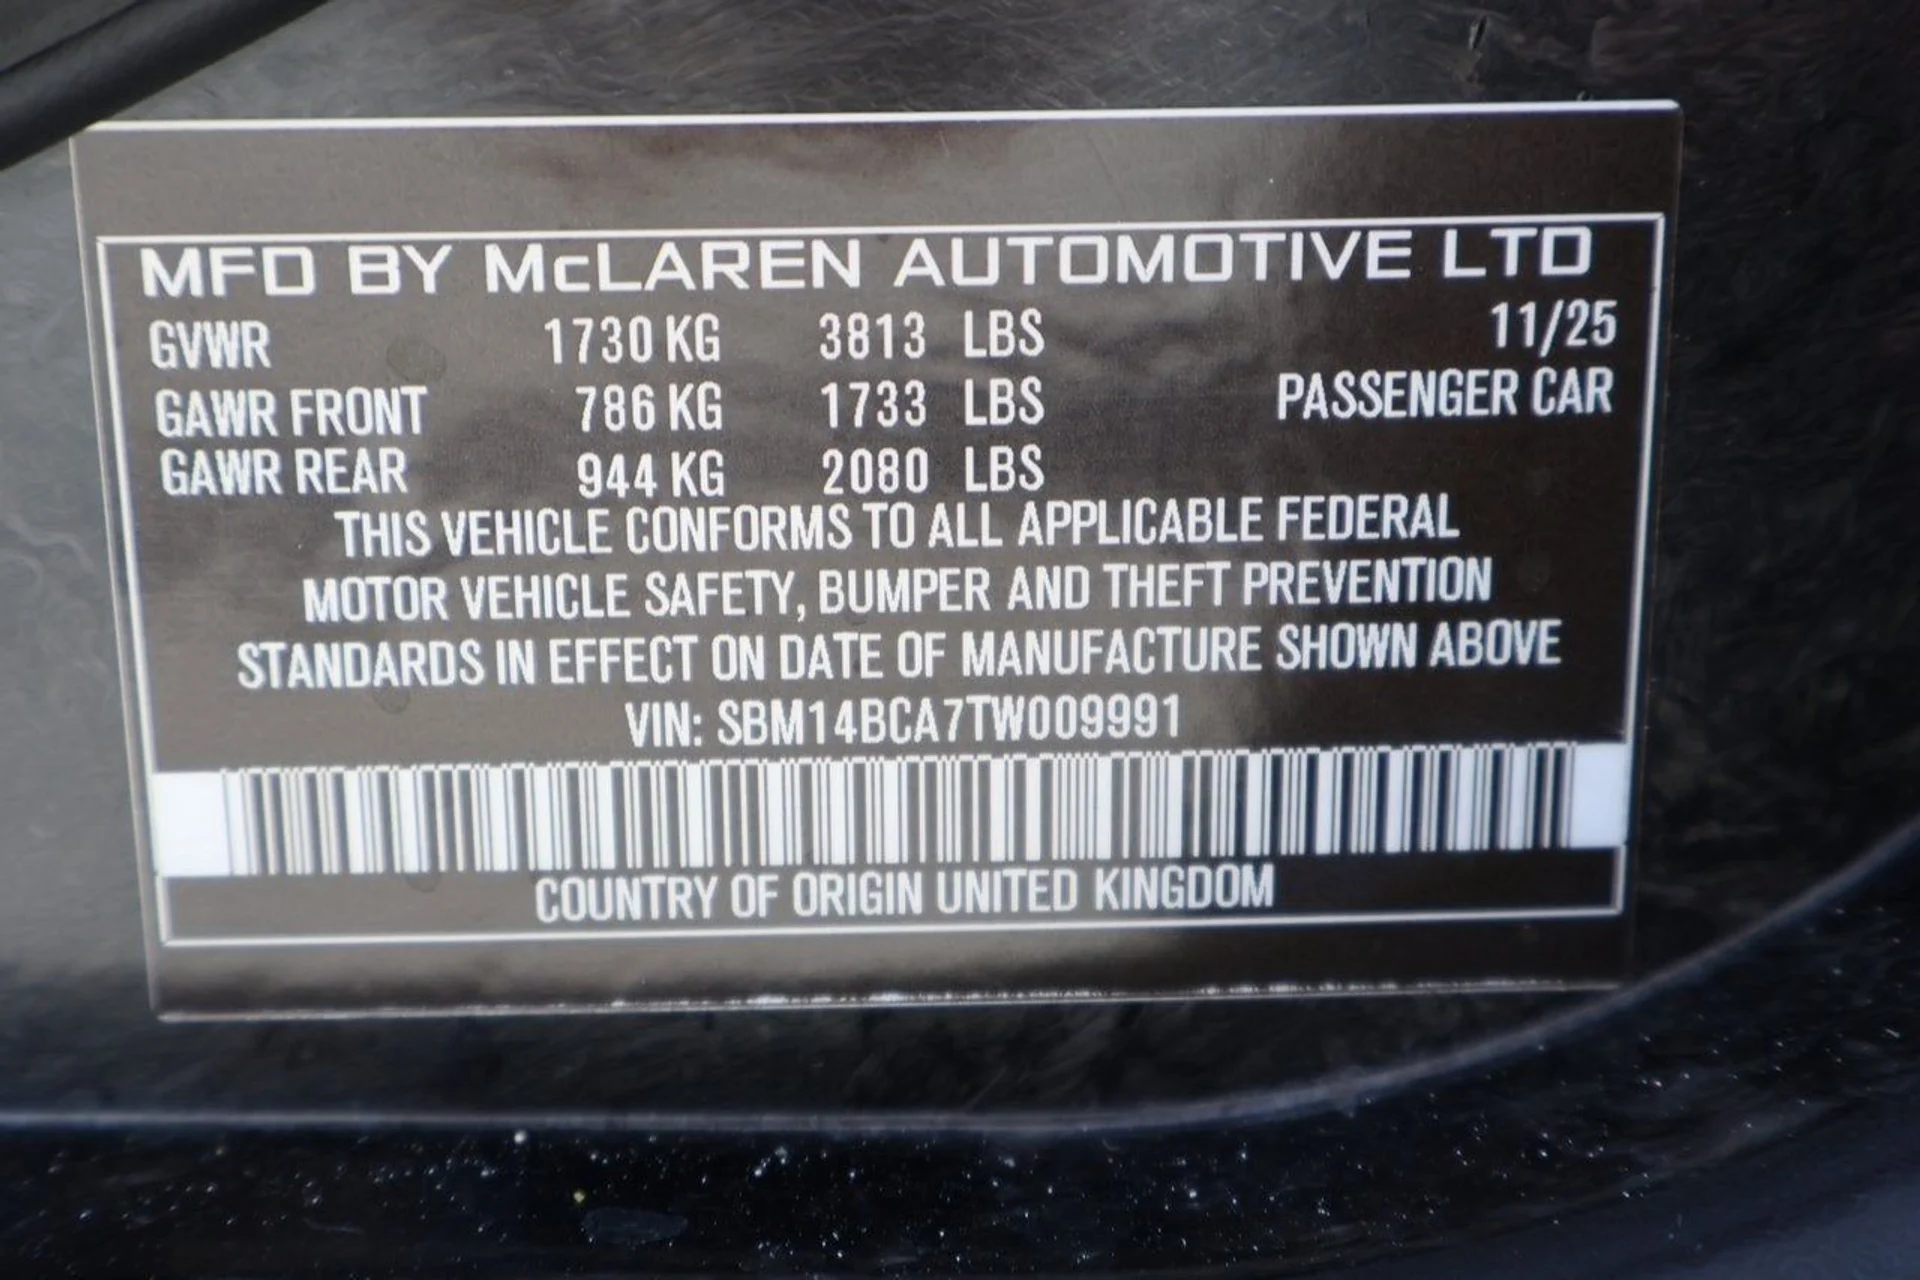 MFD BY McLAREN AUTOMOTIVE LTD
GVWR 1730 KG 3813 LBS 11/25
GAWR FRONT 786 KG 1733 LBS PASSENGER CAR
GAWR REAR 944 KG 2080 LBS
THIS VEHICLE CONFORMS TO ALL APPLICABLE FEDERAL
MOTOR VEHICLE SAFETY, BUMPER AND THEFT PREVENTION
STANDARDS IN EFFECT ON DATE OF MANUFACTURE SHOWN ABOVE
VIN: SBM14BCA7TW009991
COUNTRY OF ORIGIN UNITED KINGDOM